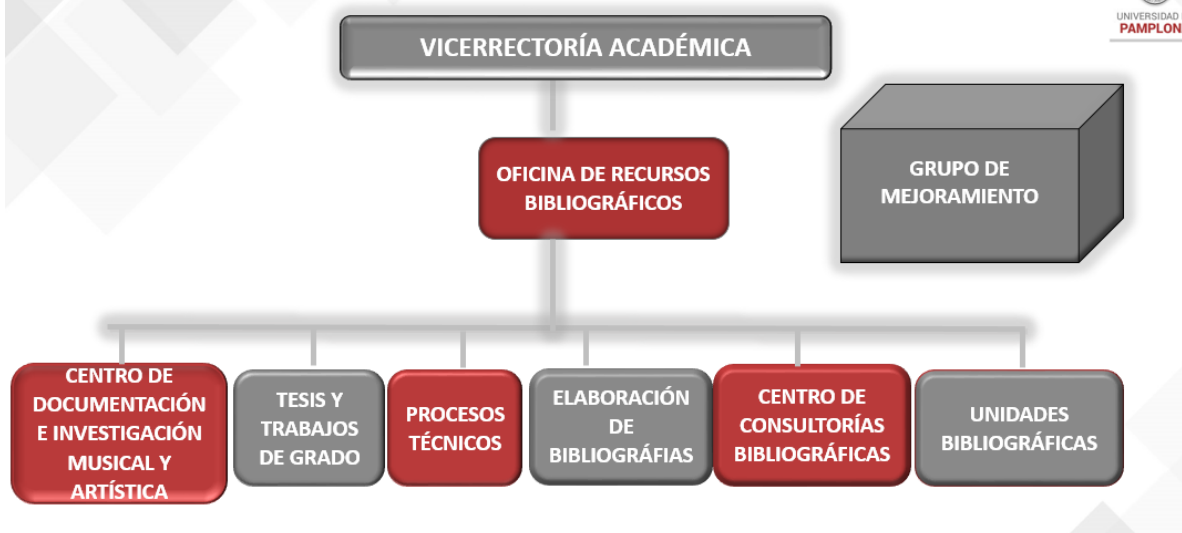 UNIVERSIDAD
PAMPLON
VICERRECTORÍA ACADÉMICA
OFICINA DE RECURSOS
BIBLIOGRÁFICOS
GRUPO DE
MEJORAMIENTO
CENTRO DE
DOCUMENTACIÓN
E INVESTIGACIÓN
MUSICAL Y
ARTÍSTICA
TESIS Y
TRABAJOS
DE GRADO
PROCESOS
TÉCNICOS
ELABORACIÓN
DE
BIBLIOGRÁFIAS
CENTRO DE
CONSULTORÍAS
BIBLIOGRÁFICAS
UNIDADES
BIBLIOGRÁFICAS